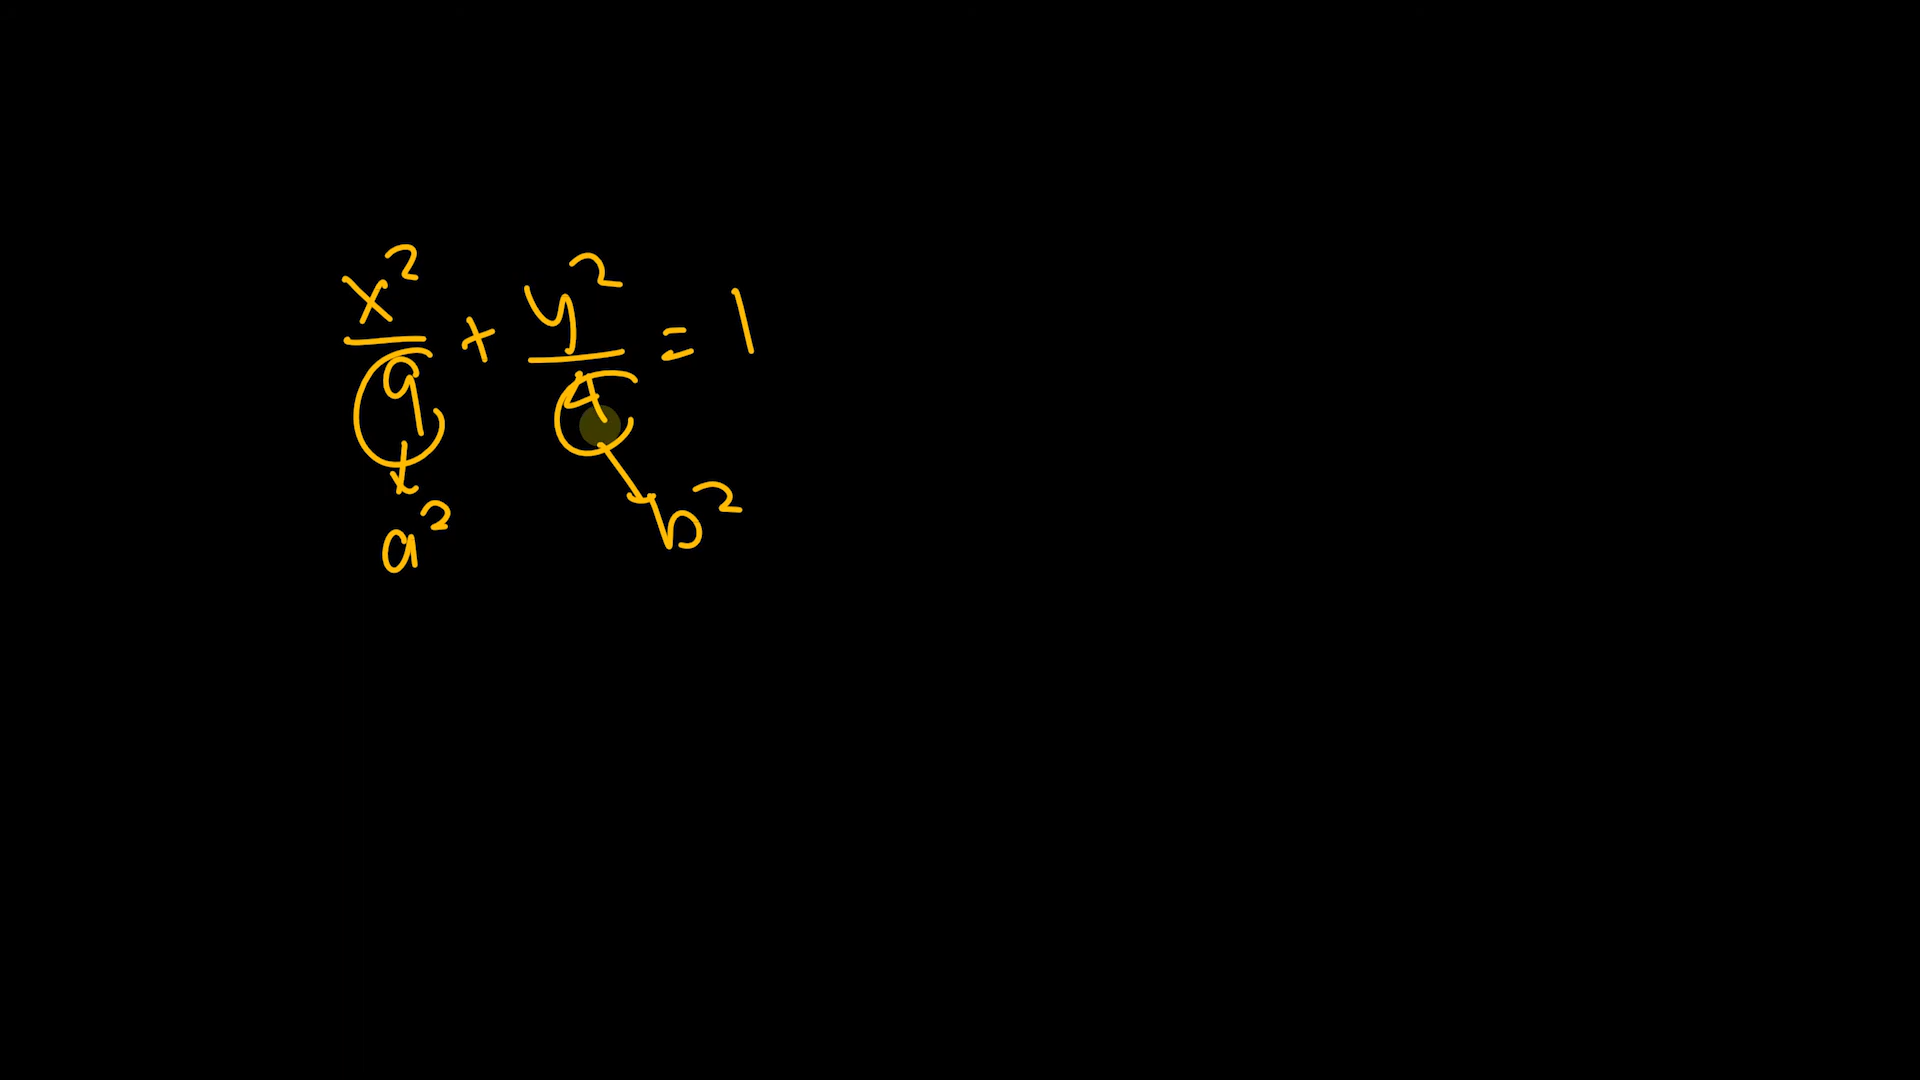 x²/9 + y²/4 = 1
a² b²